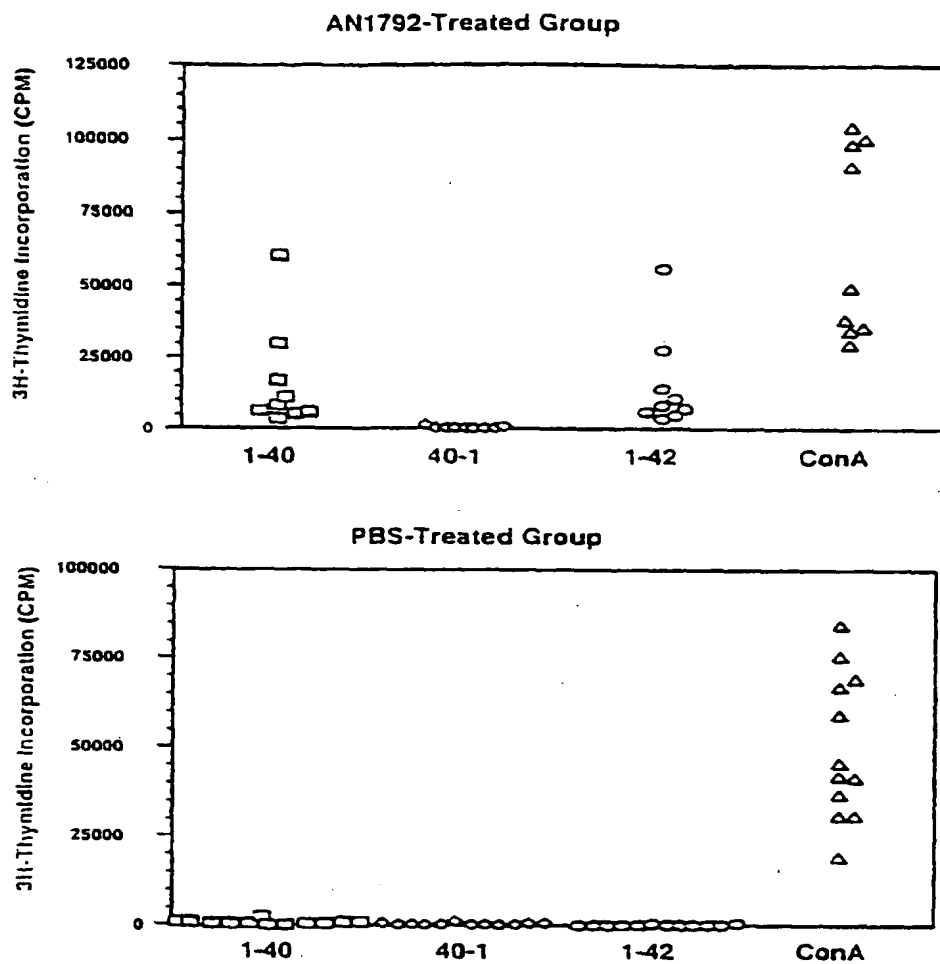 AN1792-Treated Group
3H-Thymidine Incorporation (CPM)
125000
100000
75000
50000
25000
0
1-40 40-1 1-42 ConA
PBS-Treated Group
3H-Thymidine Incorporation (CPM)
100000
75000
50000
25000
0
1-40 40-1 1-42 ConA